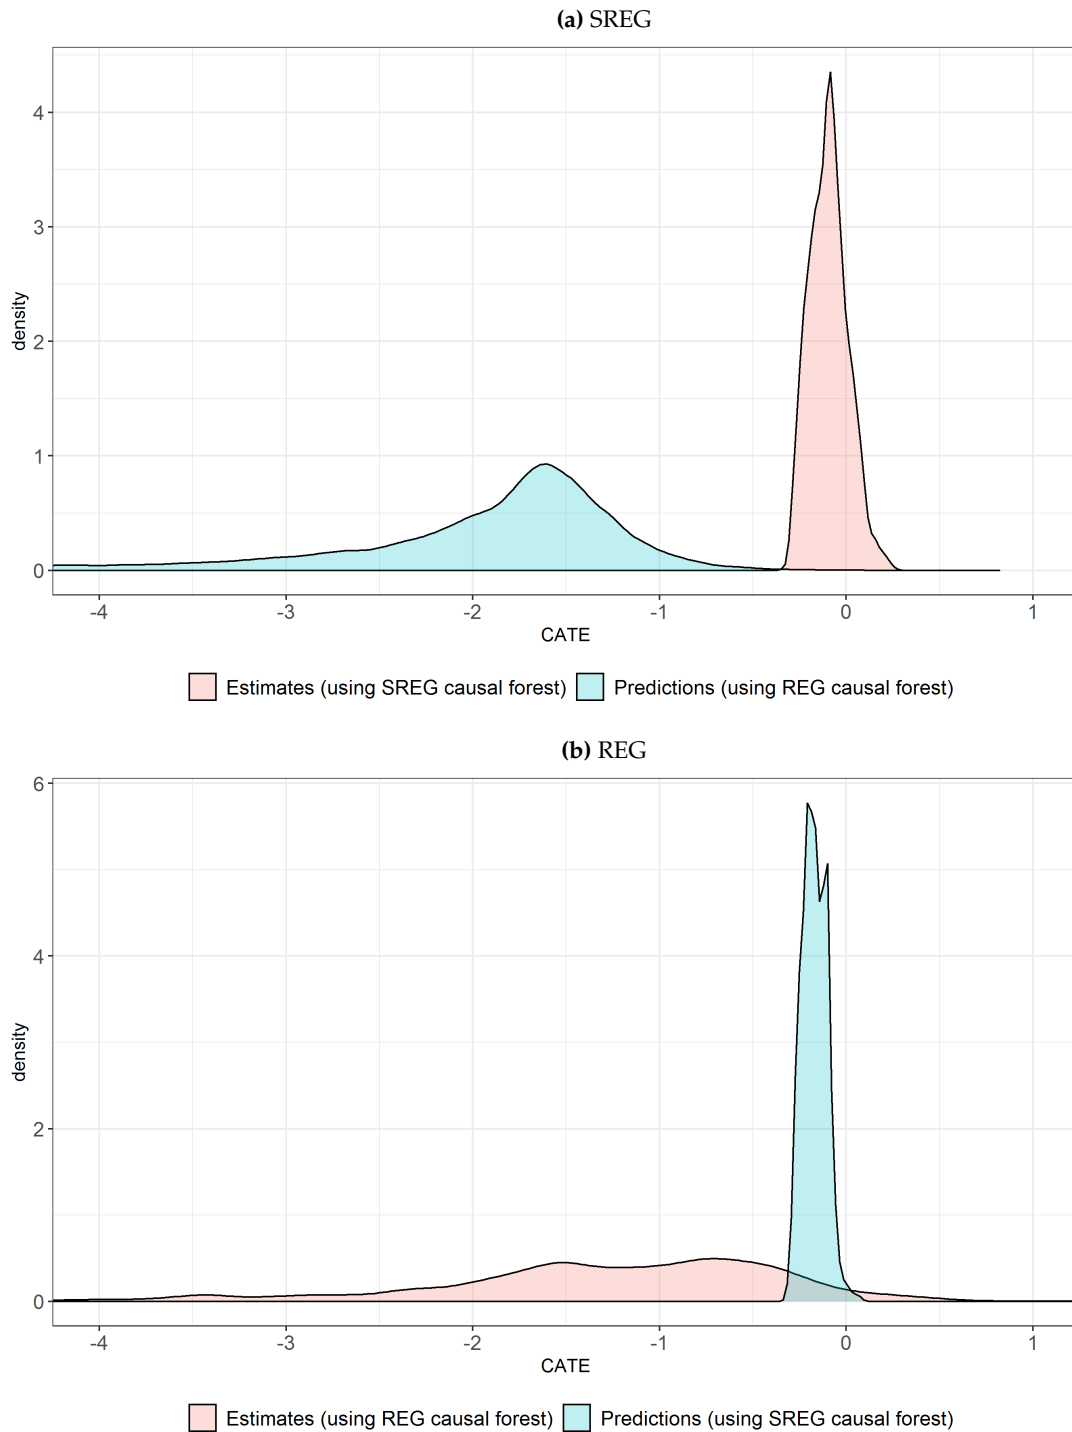 (a) SREG
4
3
2
1
0
density
-4 -3 -2 -1 0 1
CATE
Estimates (using SREG causal forest) Predictions (using REG causal forest)
(b) REG
6
4
2
0
density
-4 -3 -2 -1 0 1
CATE
Estimates (using REG causal forest) Predictions (using SREG causal forest)